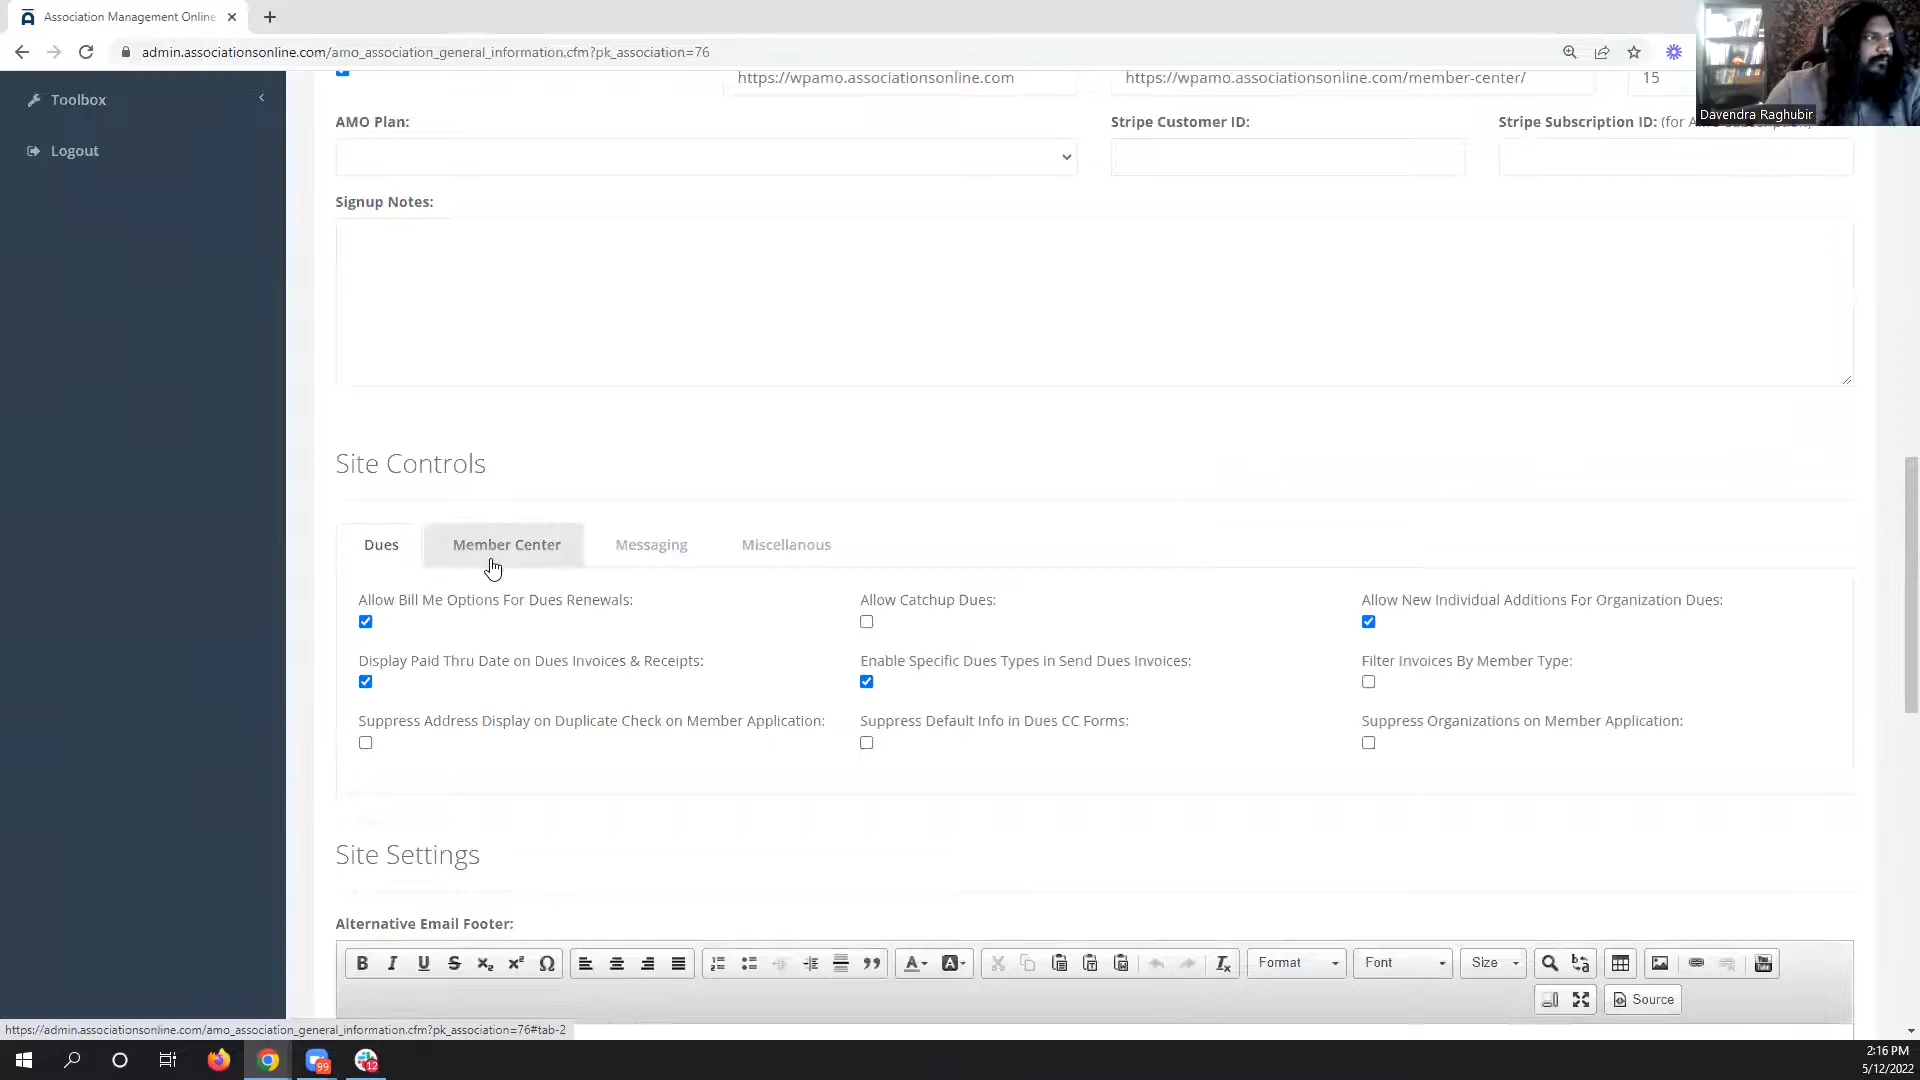 Association Management Online
admin.associationsonline.com/amo_association_general_information.cfm?pk_association=76
Davendra Raghubir
Toolbox
Logout
https://wpamo.associationsonline.com
https://wpamo.associationsonline.com/member-center/
15
AMO Plan:
Stripe Customer ID:
Stripe Subscription ID: (for
Signup Notes:
Site Controls
Dues
Member Center
Messaging
Miscellanous
Allow Bill Me Options For Dues Renewals:
Allow Catchup Dues:
Allow New Individual Additions For Organization Dues:
Display Paid Thru Date on Dues Invoices & Receipts:
Enable Specific Dues Types in Send Dues Invoices:
Filter Invoices By Member Type:
Suppress Address Display on Duplicate Check on Member Application:
Suppress Default Info in Dues CC Forms:
Suppress Organizations on Member Application:
Site Settings
Alternative Email Footer:
B I U S x₂ x² Ω
A A
Format
Font
Size
Source
https://admin.associationsonline.com/amo_association_general_information.cfm?pk_association=76#tab-2
99
12
2:16 PM
5/12/2022